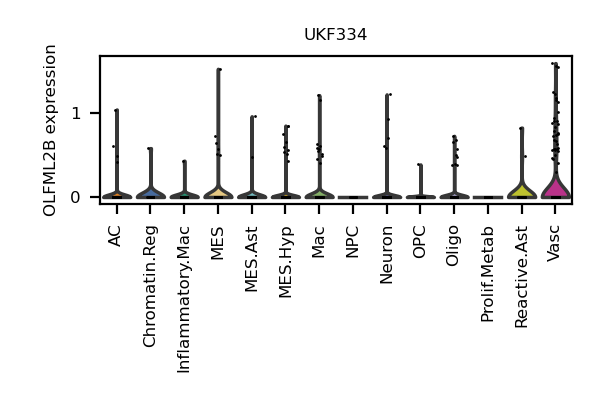 UKF334
OLFML2B expression
1
0
AC
Chromatin.Reg
Inflammatory.Mac
MES
MES.Ast
MES.Hyp
Mac
NPC
Neuron
OPC
Oligo
Prolif.Metab
Reactive.Ast
Vasc